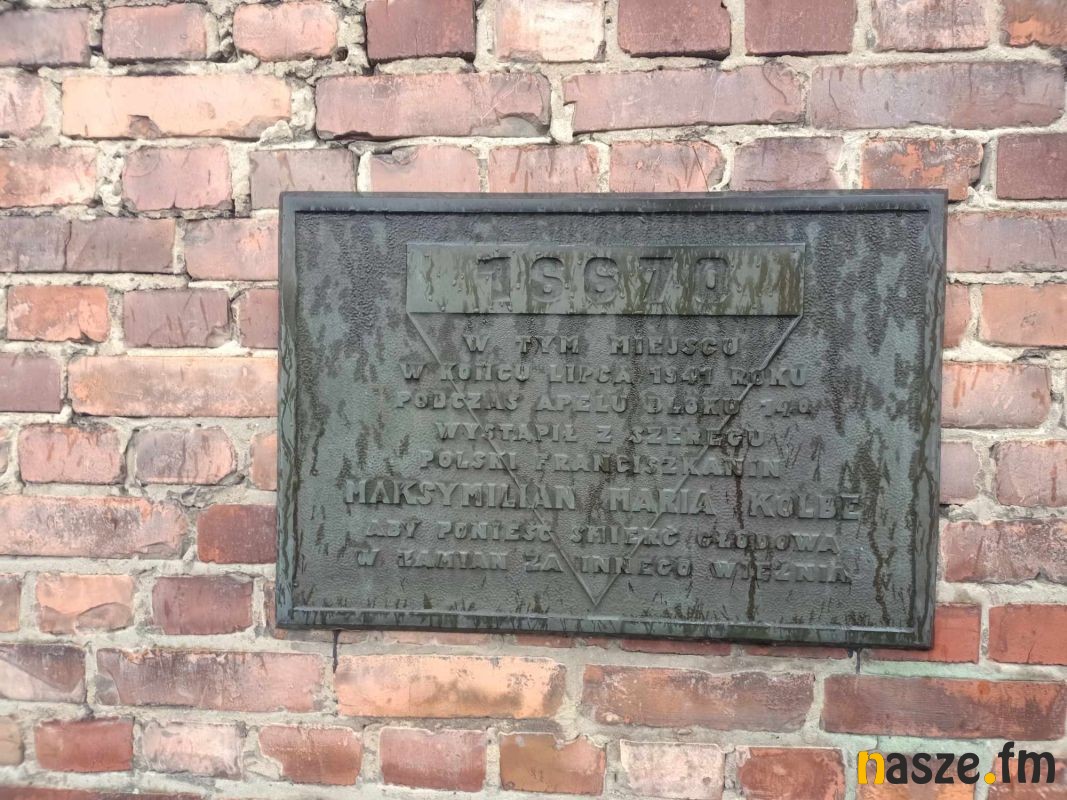 16670
W TYM MIEJSCU
W KOŃCU LIPCA 1941 ROKU
PODCZAS APELU BLOKU 14A
WYSTĄPIŁ Z SZEREGU
POLSKI FRANCISZKANIN
MAKSYMILIAN MARIA KOLBE
ABY PONIEŚĆ ŚMIERĆ GŁODOWĄ
W ZAMIAN ZA INNEGO WIĘŹNIA
nasze.fm